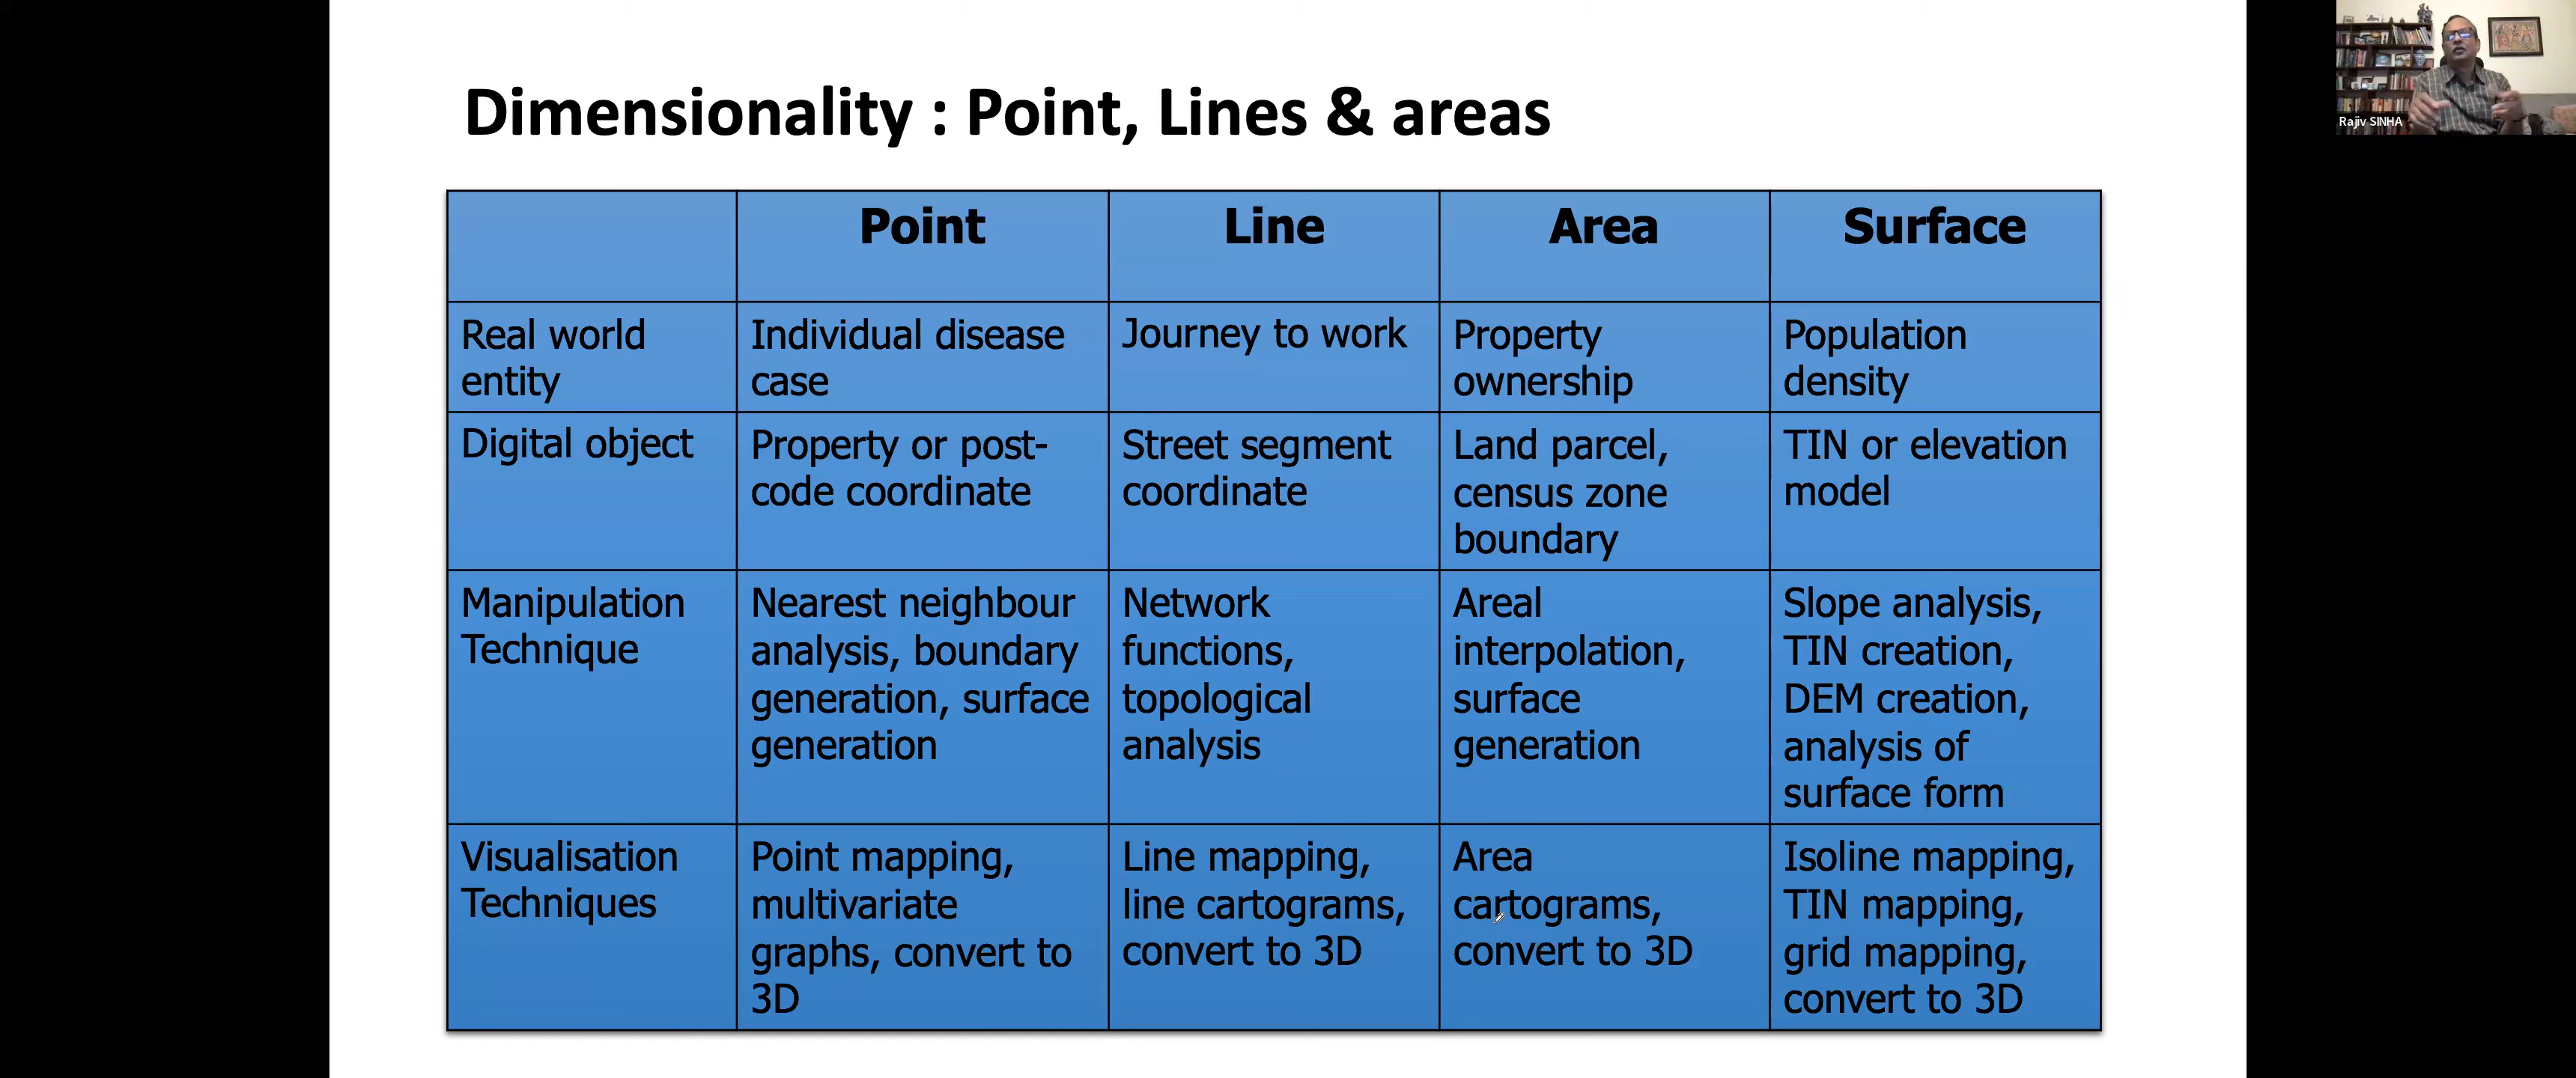 Dimensionality : Point, Lines & areas
Rajiv SINHA
Point
Line
Area
Surface
Real world
entity
Individual disease
case
Journey to work
Property
ownership
Population
density
Digital object
Property or post-
code coordinate
Street segment
coordinate
Land parcel,
census zone
boundary
TIN or elevation
model
Manipulation
Technique
Nearest neighbour
analysis, boundary
generation, surface
generation
Network
functions,
topological
analysis
Areal
interpolation,
surface
generation
Slope analysis,
TIN creation,
DEM creation,
analysis of
surface form
Visualisation
Techniques
Point mapping,
multivariate
graphs, convert to
3D
Line mapping,
line cartograms,
convert to 3D
Area
cartograms,
convert to 3D
Isoline mapping,
TIN mapping,
grid mapping,
convert to 3D